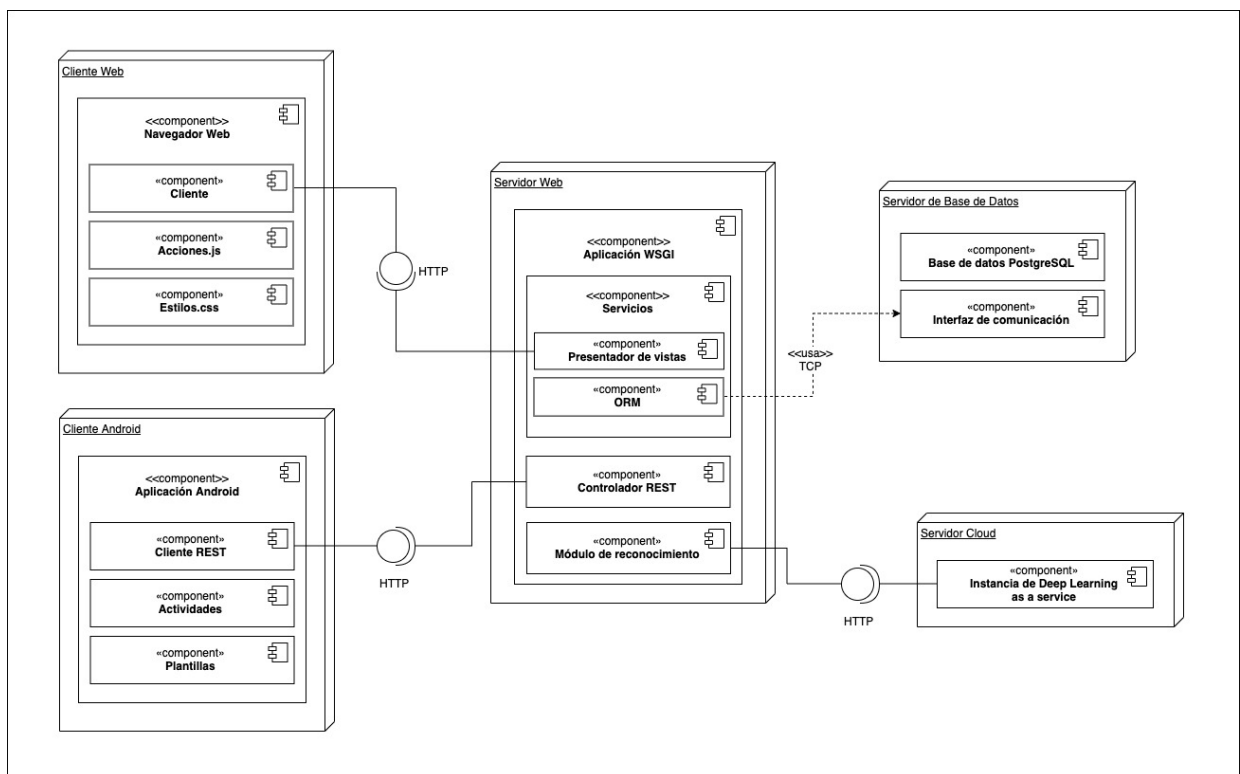 Cliente Web
<<component>>
Navegador Web
«component»
Cliente
«component»
Acciones.js
«component»
Estilos.css
HTTP
Cliente Android
<<component>>
Aplicación Android
«component»
Cliente REST
«component»
Actividades
«component»
Plantillas
HTTP
Servidor Web
<<component>>
Aplicación WSGI
<<component>>
Servicios
«component»
Presentador de vistas
«component»
ORM
«component»
Controlador REST
«component»
Módulo de reconocimiento
<<usa>>
TCP
Servidor de Base de Datos
«component»
Base de datos PostgreSQL
«component»
Interfaz de comunicación
HTTP
Servidor Cloud
«component»
Instancia de Deep Learning
as a service